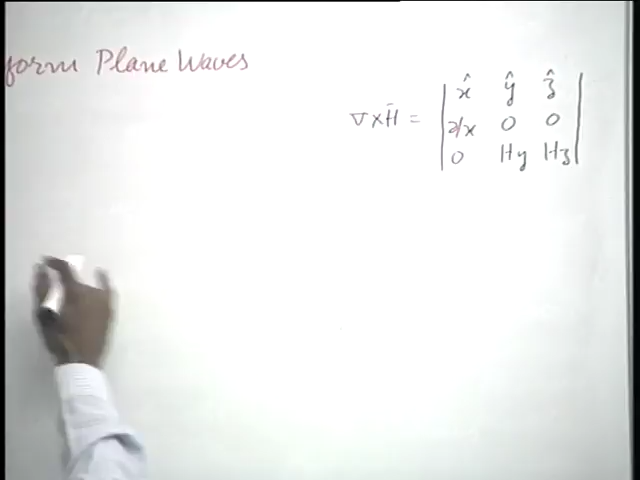 form Plane Waves
x̂ ŷ ẑ
∇×H̄ = ∂/x 0 0
0 Hy Hz